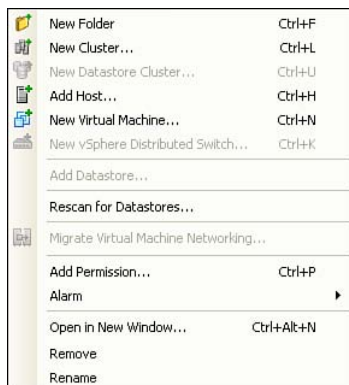 New Folder Ctrl+F
New Cluster... Ctrl+L
New Datastore Cluster... Ctrl+U
Add Host... Ctrl+H
New Virtual Machine... Ctrl+N
New vSphere Distributed Switch... Ctrl+K
Add Datastore...
Rescan for Datastores...
Migrate Virtual Machine Networking...
Add Permission... Ctrl+P
Alarm
Open in New Window... Ctrl+Alt+N
Remove
Rename